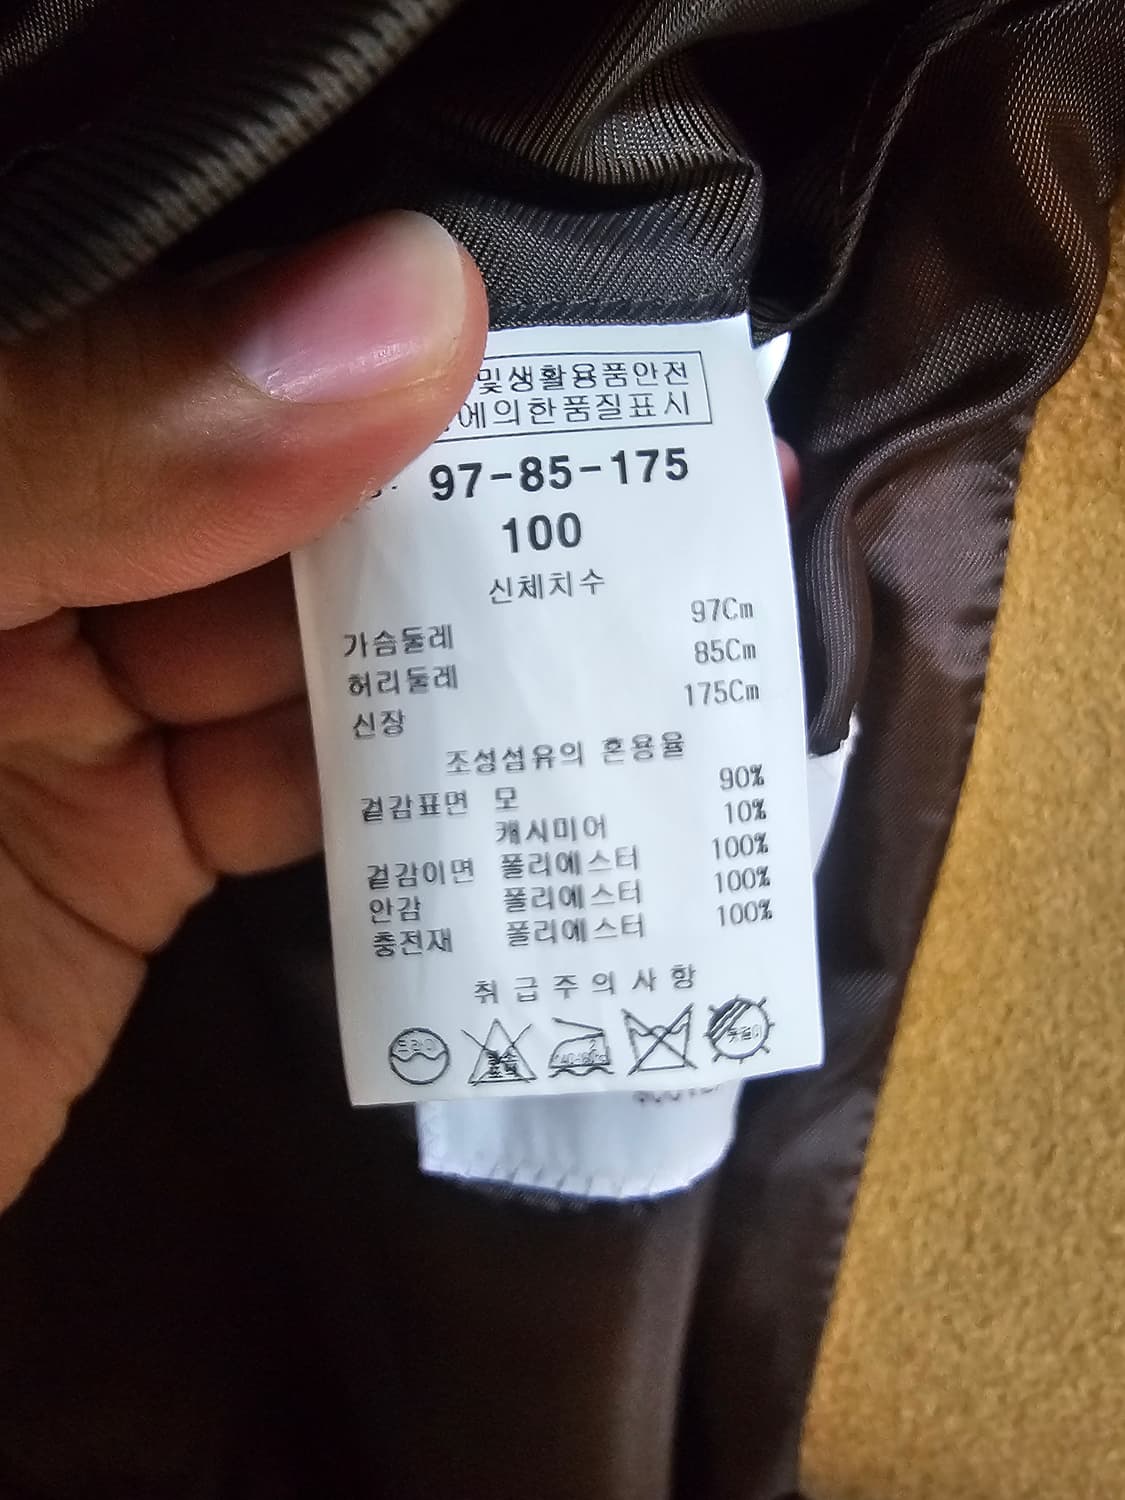 및생활용품안전
에의한품질표시
97-85-175
100
신체치수
가슴둘레 97Cm
허리둘레 85Cm
신장 175Cm
조성섬유의 혼용율
겉감표면 모 90%
캐시미어 10%
겉감이면 폴리에스터 100%
안감 폴리에스터 100%
충전재 폴리에스터 100%
취급주의사항
드라이